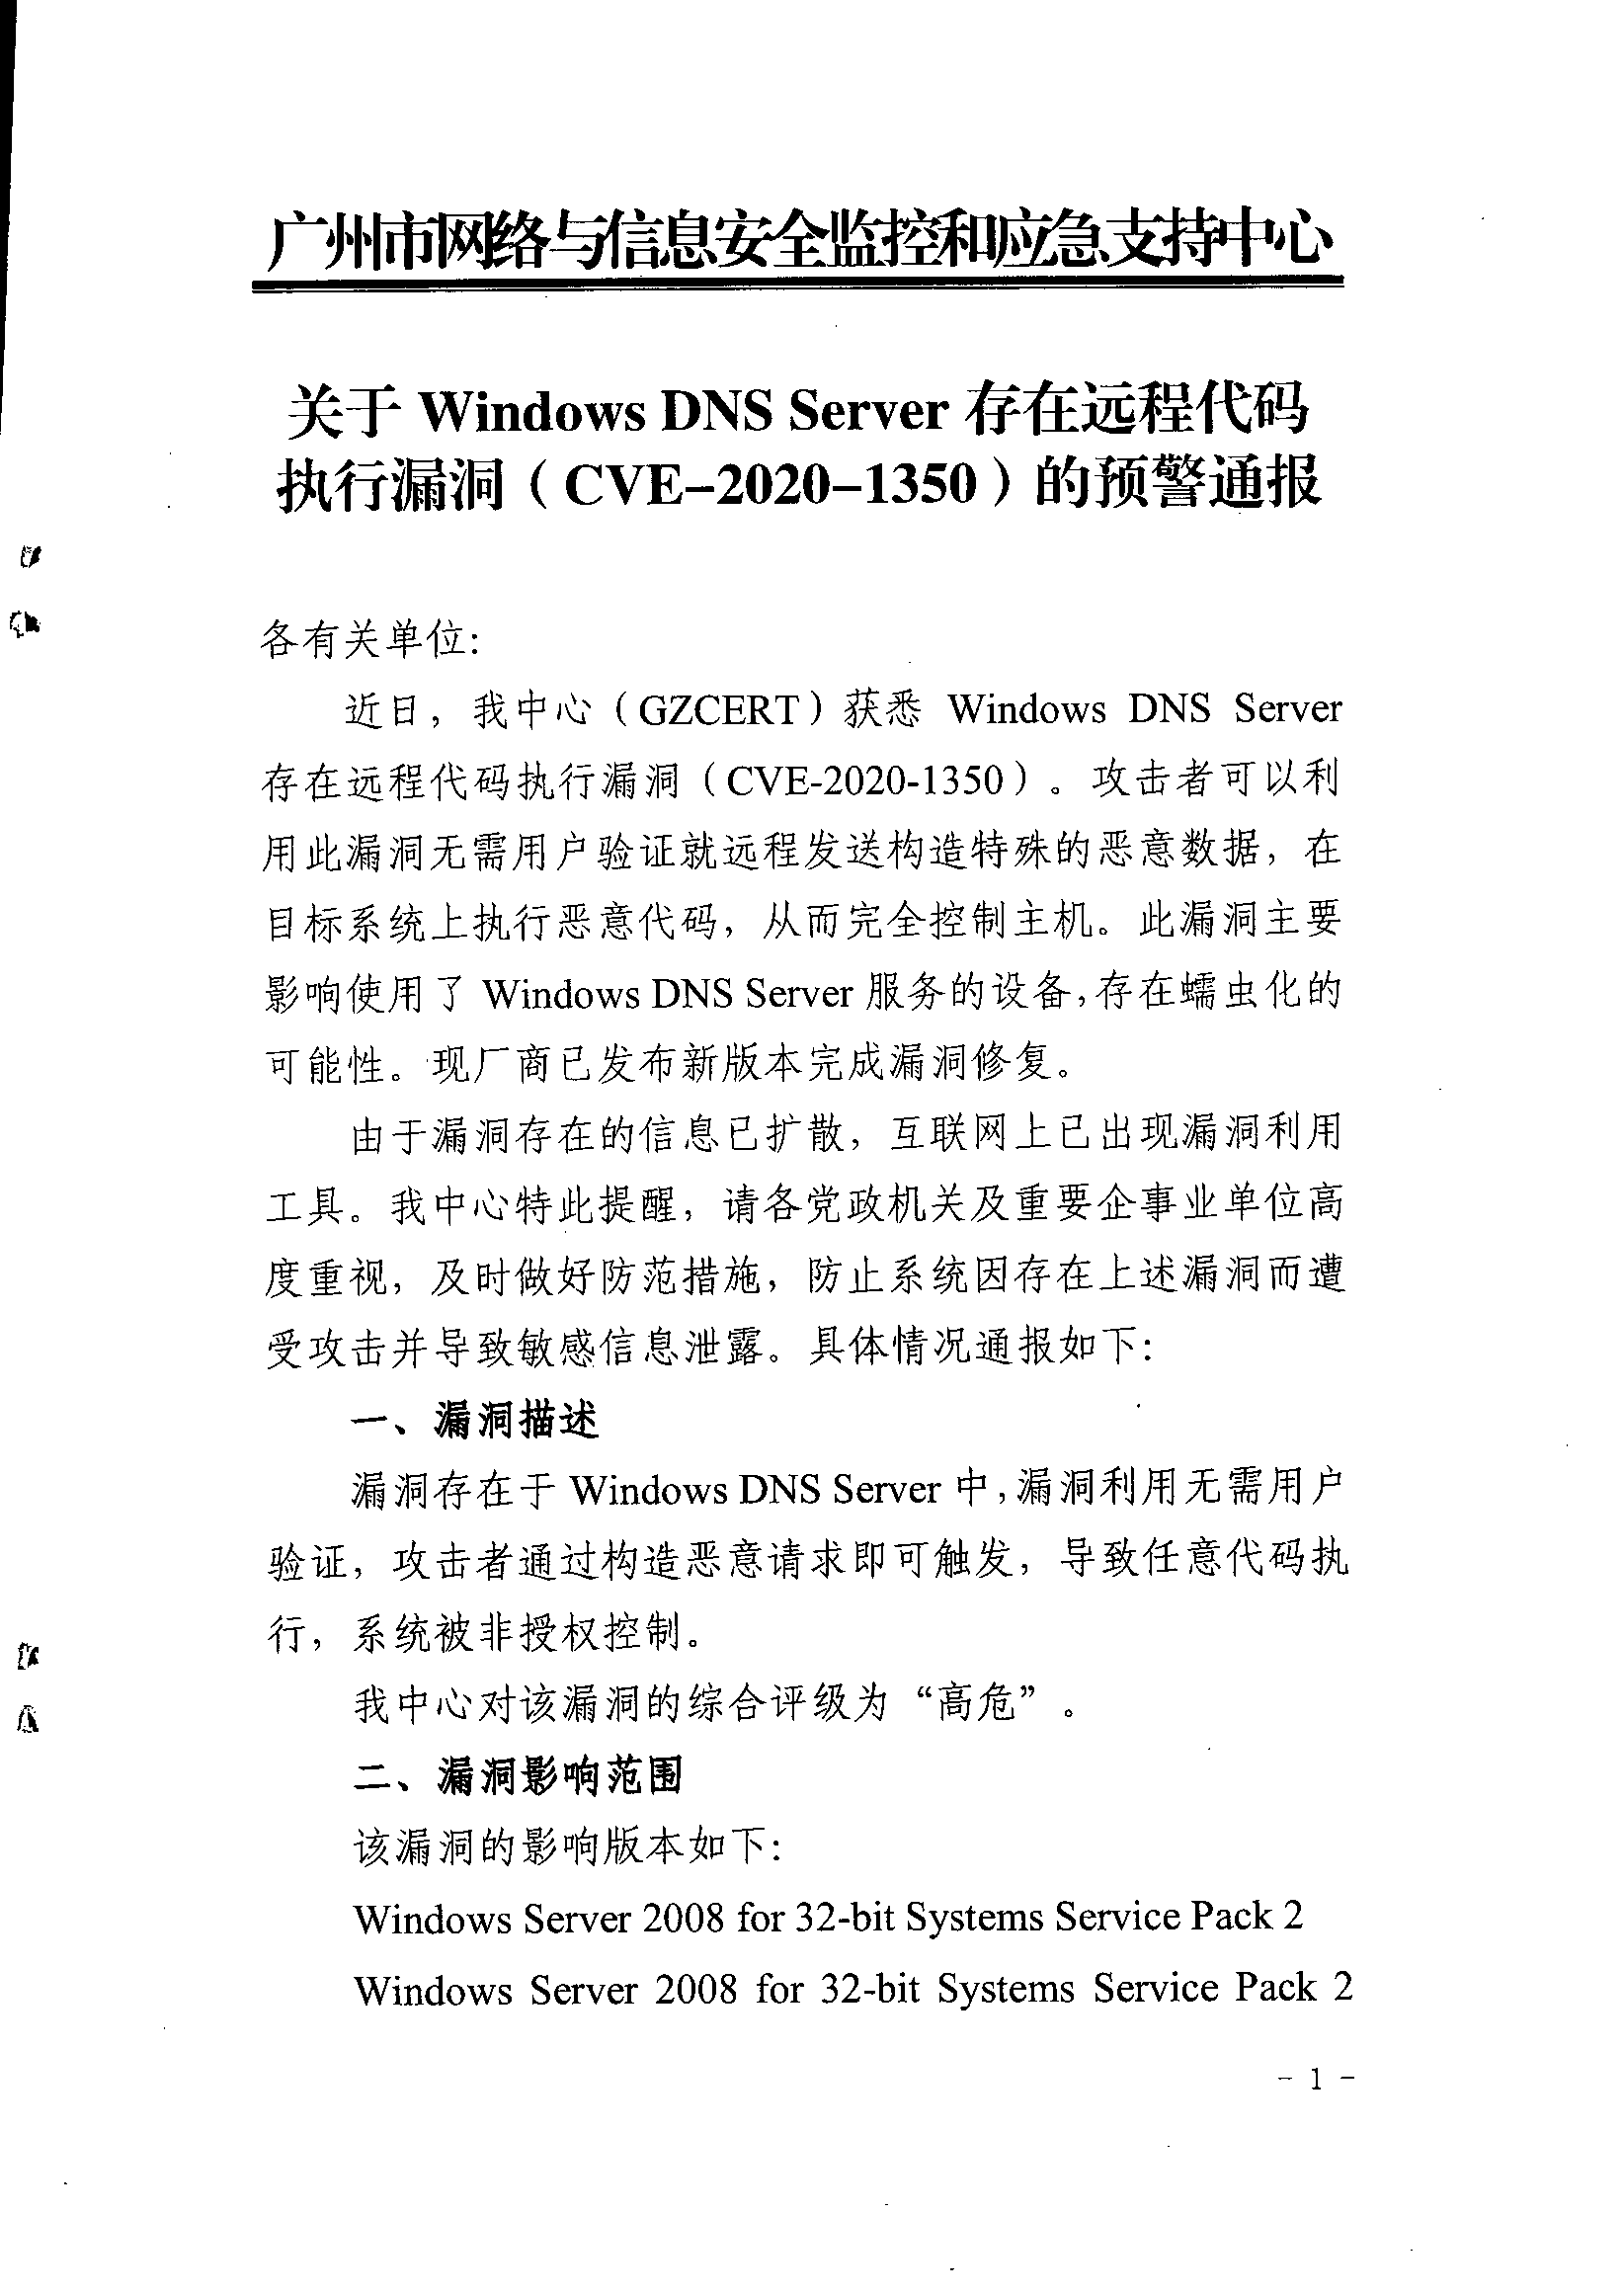 广州市网络与信息安全监控和应急支持中心
关于 Windows DNS Server 存在远程代码
执行漏洞（CVE-2020-1350）的预警通报
各有关单位：
近日，我中心（GZCERT）获悉 Windows DNS Server
存在远程代码执行漏洞（CVE-2020-1350）。攻击者可以利
用此漏洞无需用户验证就远程发送构造特殊的恶意数据，在
目标系统上执行恶意代码，从而完全控制主机。此漏洞主要
影响使用了 Windows DNS Server 服务的设备，存在蠕虫化的
可能性。现厂商已发布新版本完成漏洞修复。
由于漏洞存在的信息已扩散，互联网上已出现漏洞利用
工具。我中心特此提醒，请各党政机关及重要企事业单位高
度重视，及时做好防范措施，防止系统因存在上述漏洞而遭
受攻击并导致敏感信息泄露。具体情况通报如下：
一、漏洞描述
漏洞存在于 Windows DNS Server 中，漏洞利用无需用户
验证，攻击者通过构造恶意请求即可触发，导致任意代码执
行，系统被非授权控制。
我中心对该漏洞的综合评级为“高危”。
二、漏洞影响范围
该漏洞的影响版本如下：
Windows Server 2008 for 32-bit Systems Service Pack 2
Windows Server 2008 for 32-bit Systems Service Pack 2
- 1 -